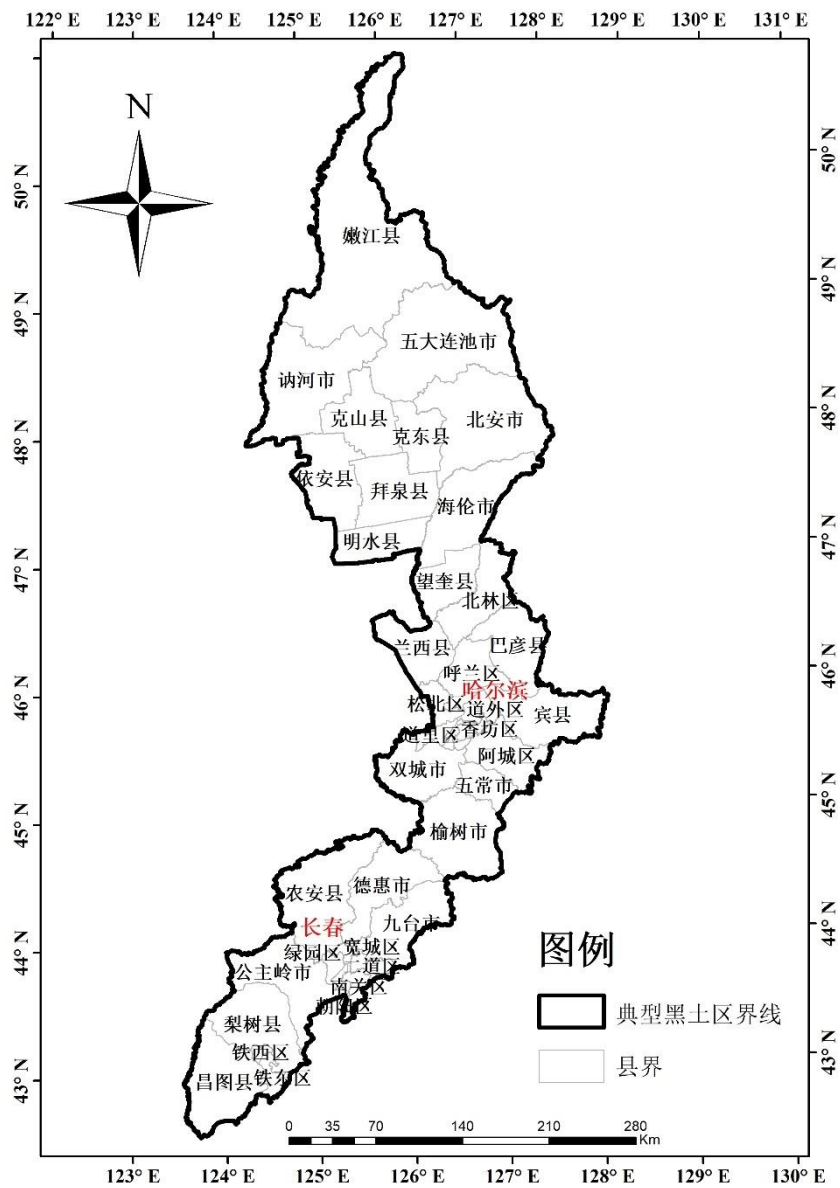 122° E 123° E 124° E 125° E 126° E 127° E 128° E 129° E 130° E 131° E
N
50° N
50° N
嫩江县
49° N
49° N
五大连池市
讷河市
克山县
北安市
48° N
克东县
48° N
依安县
拜泉县
海伦市
明水县
47° N
47° N
望奎县
北林区
兰西县
巴彦县
46° N
呼兰区
哈尔滨
46° N
松北区
道外区
宾县
香坊区
道里区
阿城区
双城市
五常市
45° N
45° N
榆树市
德惠市
农安县
44° N
长春
九台市
宽城区
绿园区
图例
44° N
二道区
公主岭市
南关区
朝阳区
典型黑土区界线
梨树县
铁西区
县界
43° N
43° N
昌图县
铁东区
0 35 70 140 210 280
Km
123° E 124° E 125° E 126° E 127° E 128° E 129° E 130° E